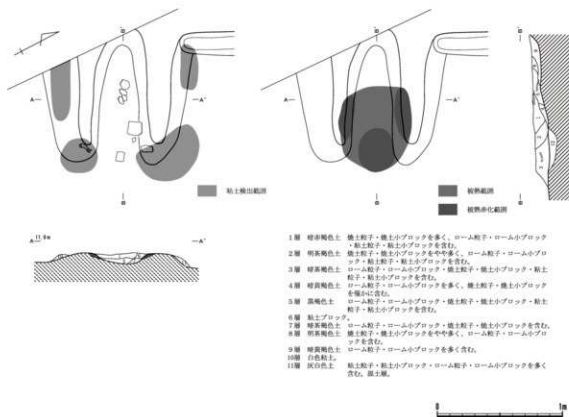 B
B
A A' A A'
粘土検出範囲
B' B'
被熱範囲
被熱赤化範囲
11.9m
A A'
1層 暗赤褐色土 焼土粒子・焼土小ブロックを多く、ローム粒子・ローム小ブロック
・粘土粒子・粘土小ブロックを含む。
2層 明茶褐色土 焼土粒子・焼土小ブロックをやや多く、ローム粒子・ローム小ブロ
ック・粘土粒子・粘土小ブロックを含む。
3層 暗茶褐色土 ローム粒子・ローム小ブロック・焼土粒子・焼土小ブロック・粘土
粒子・粘土小ブロックを含む。
4層 暗黄褐色土 ローム粒子・ローム小ブロックを多く、焼土粒子・焼土小ブロック
を僅かに含む。
5層 黒褐色土 ローム粒子・ローム小ブロック・焼土粒子・焼土小ブロック・粘土
粒子・粘土小ブロックを含む。
6層 粘土ブロック。
7層 暗茶褐色土 ローム粒子・ローム小ブロック・焼土粒子・焼土小ブロックを含む。
8層 明茶褐色土 焼土粒子・焼土小ブロックをやや多く、ローム粒子・ローム小ブロ
ックを含む。
9層 暗黄褐色土 ローム粒子・ローム小ブロックを多く含む。
10層 白色粘土。
11層 灰白色土 粘土粒子・粘土小ブロック・ローム粒子・ローム小ブロックを多く
含む。混土層。
0 1m